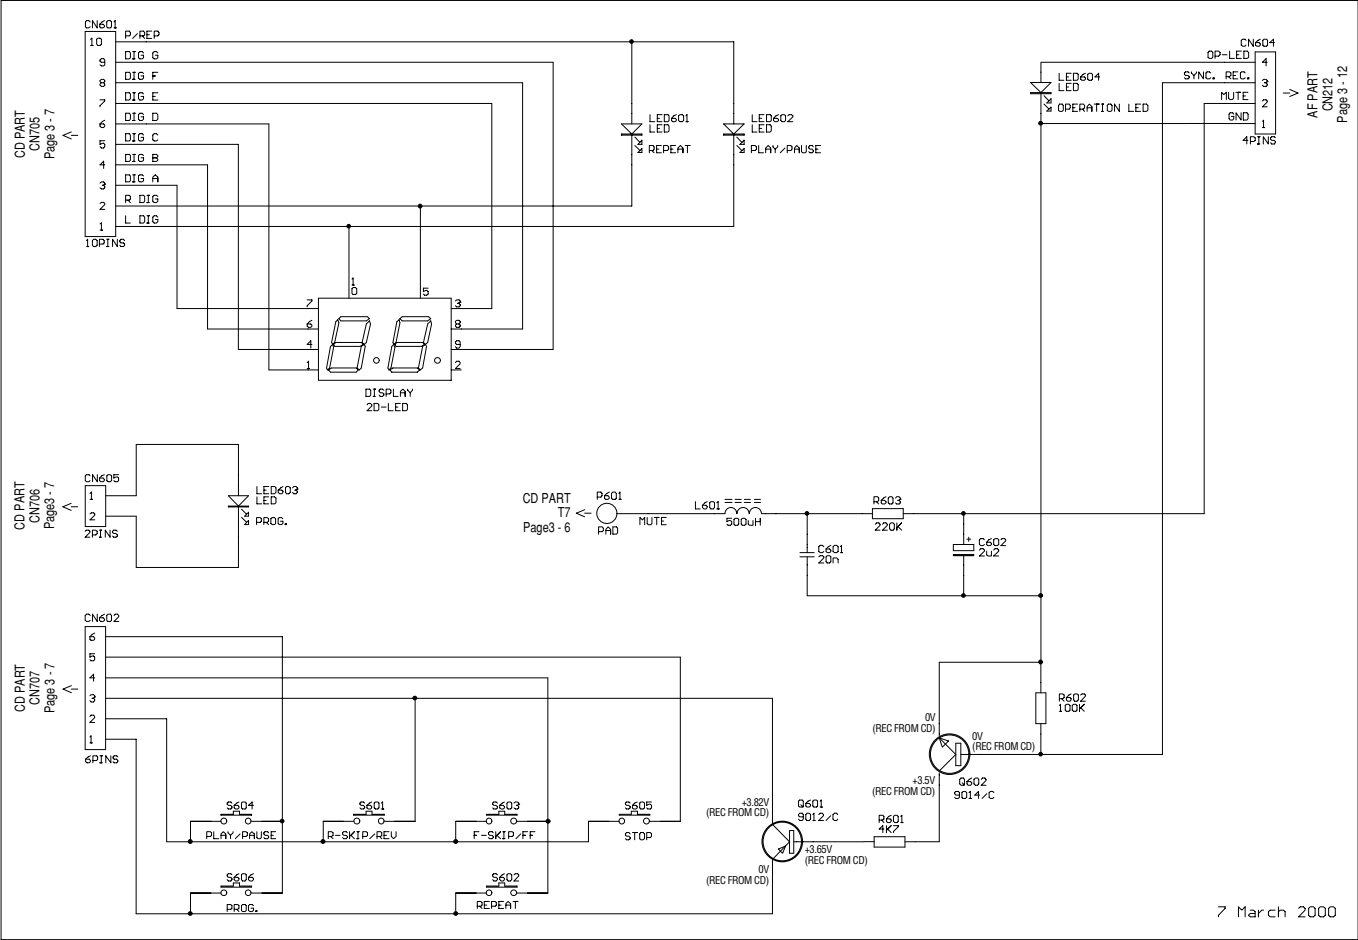 CN601
10 P/REP
9 DIG G
8 DIG F
7 DIG E
6 DIG D
5 DIG C
4 DIG B
3 DIG A
2 R DIG
1 L DIG
10PINS
CD PART
CN705
Page 3 - 7
LED601
LED
REPEAT
LED602
LED
PLAY/PAUSE
LED604
LED
OPERATION LED
CN604
OP-LED 4
SYNC. REC. 3
MUTE 2
GND 1
4PINS
AF PART
CN212
Page 3 - 12
1
0
5
7
6
4
1
3
8
9
2
DISPLAY
2D-LED
CN605
1
2
2PINS
CD PART
CN706
Page3 - 7
LED603
LED
PROG.
CD PART
T7
Page3 - 6
P601
PAD
MUTE
L601
500uH
C601
20n
R603
220K
+
C602
2u2
CN602
6
5
4
3
2
1
6PINS
CD PART
CN707
Page 3 - 7
S604
PLAY/PAUSE
S601
R-SKIP/REV
S603
F-SKIP/FF
S605
STOP
S606
PROG.
S602
REPEAT
+3.82V
(REC FROM CD)
Q601
9012/C
+3.65V
(REC FROM CD)
0V
(REC FROM CD)
R601
4K7
0V
(REC FROM CD)
0V
(REC FROM CD)
+3.5V
(REC FROM CD)
Q602
9014/C
R602
100K
7 March 2000